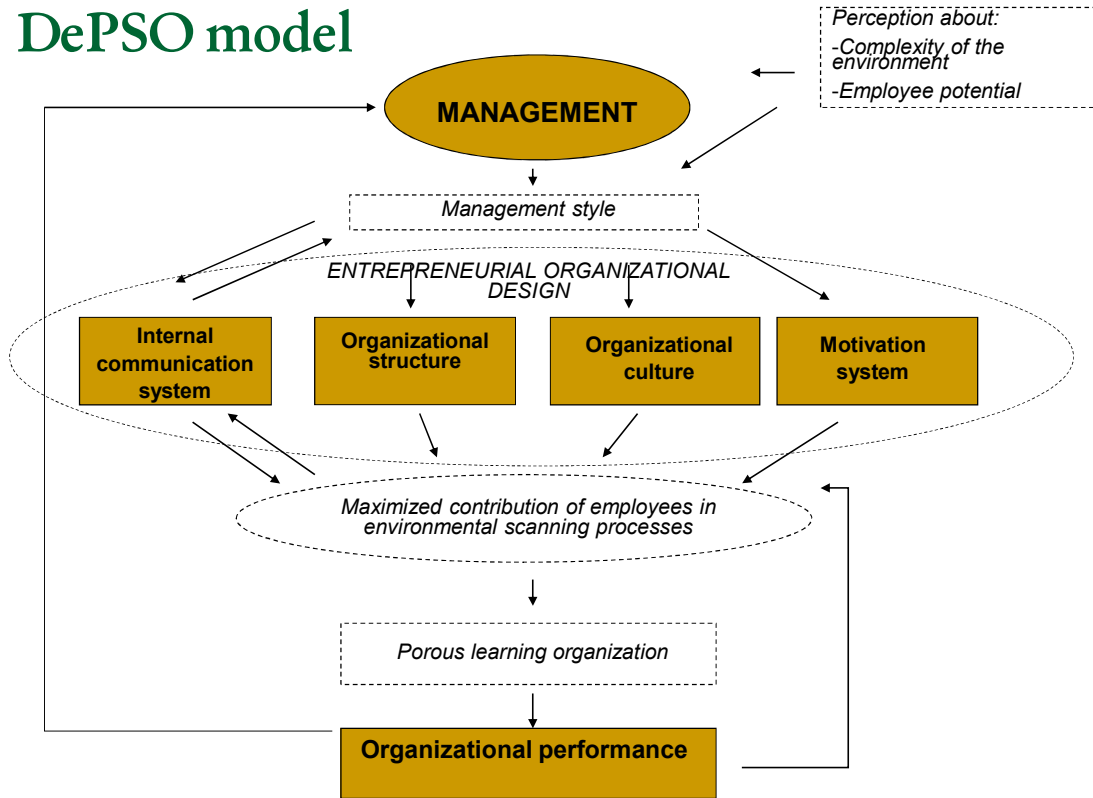 DePSO model
Perception about:
-Complexity of the
environment
-Employee potential
MANAGEMENT
Management style
ENTREPRENEURIAL ORGANIZATIONAL
DESIGN
Internal
communication
system
Organizational
structure
Organizational
culture
Motivation
system
Maximized contribution of employees in
environmental scanning processes
Porous learning organization
Organizational performance